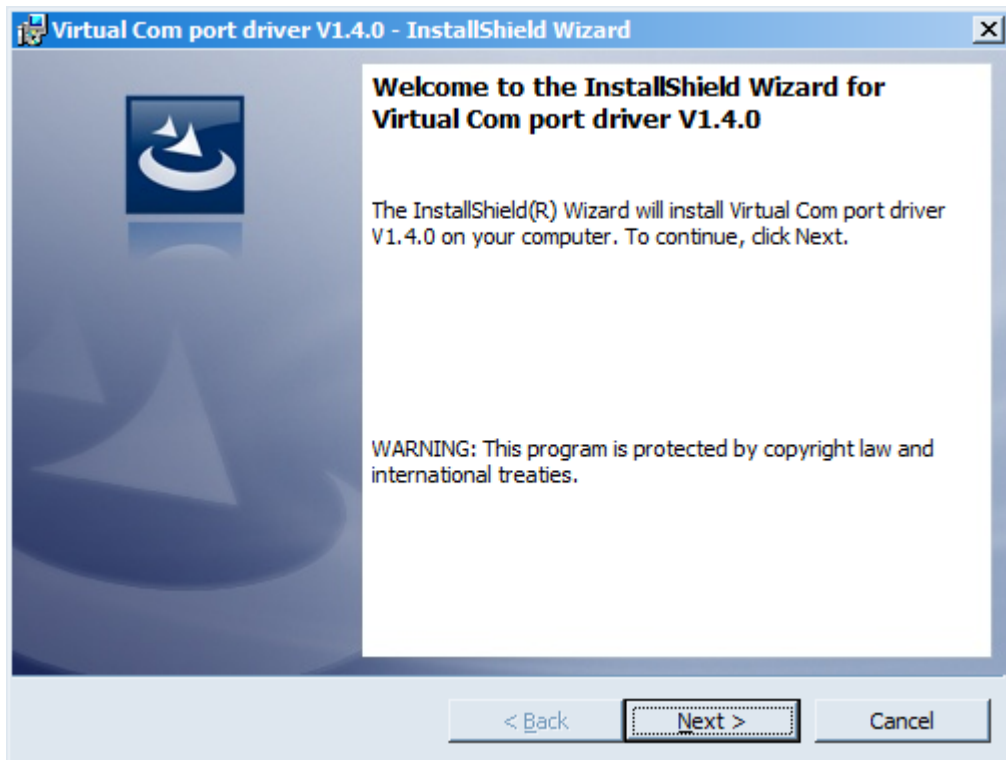 Virtual Com port driver V1.4.0 - InstallShield Wizard
Welcome to the InstallShield Wizard for
Virtual Com port driver V1.4.0
The InstallShield(R) Wizard will install Virtual Com port driver
V1.4.0 on your computer. To continue, click Next.
WARNING: This program is protected by copyright law and
international treaties.
< Back Next > Cancel